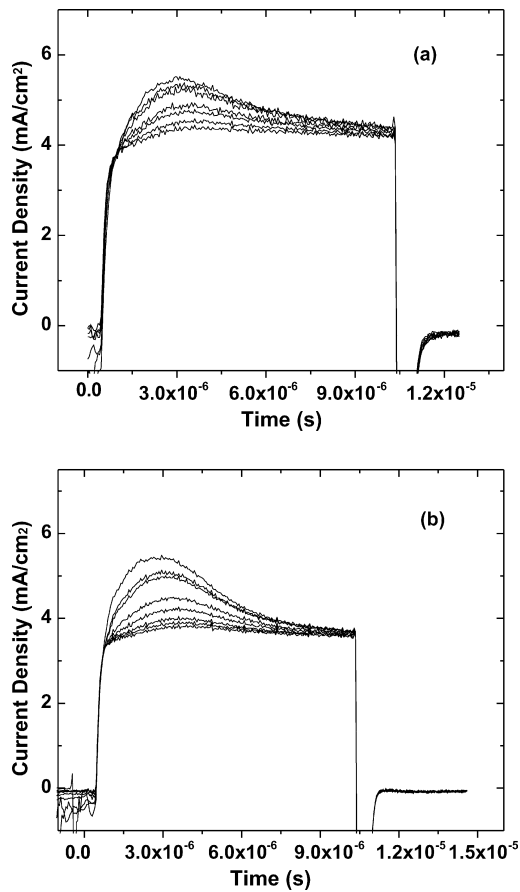 (a)
6
4
2
0
Current Density (mA/cm²)
0.0 3.0x10⁻⁶ 6.0x10⁻⁶ 9.0x10⁻⁶ 1.2x10⁻⁵
Time (s)
(b)
6
4
2
0
Current Density (mA/cm2)
0.0 3.0x10⁻⁶ 6.0x10⁻⁶ 9.0x10⁻⁶ 1.2x10⁻⁵ 1.5x10⁻⁵
Time (s)